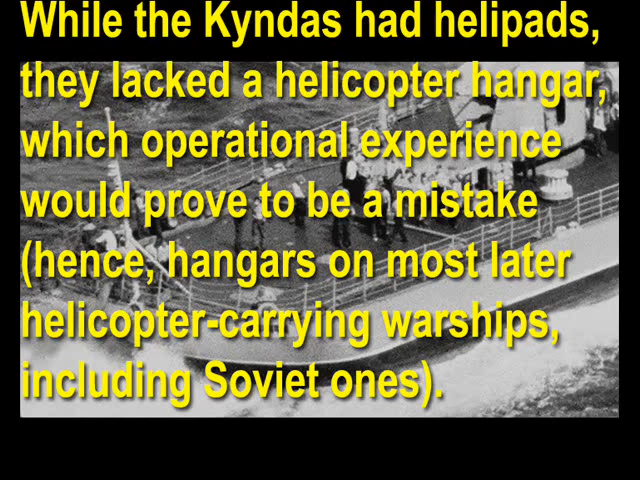 While the Kyndas had helipads,
they lacked a helicopter hangar,
which operational experience
would prove to be a mistake
(hence, hangars on most later
helicopter-carrying warships,
including Soviet ones).